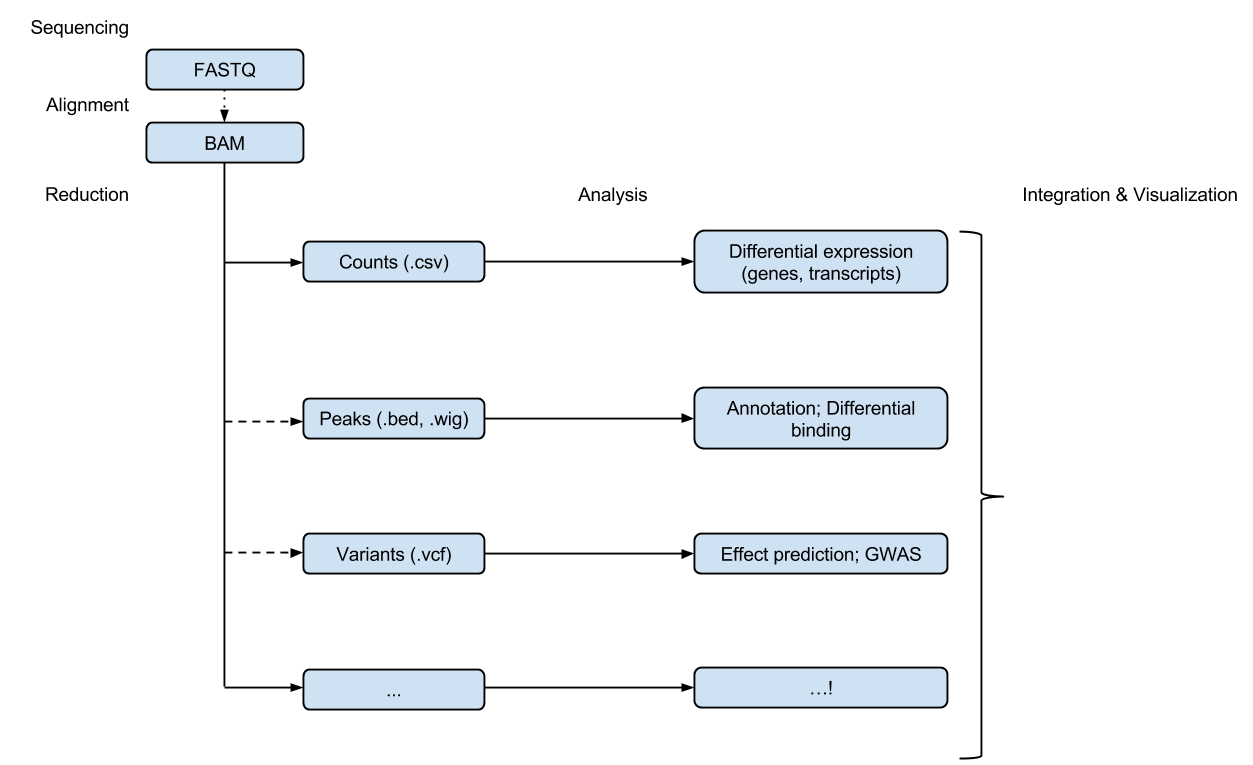 Sequencing
FASTQ
Alignment
BAM
Reduction
Analysis
Integration & Visualization
Counts (.csv)
Differential expression
(genes, transcripts)
Peaks (.bed, .wig)
Annotation; Differential
binding
Variants (.vcf)
Effect prediction; GWAS
...
...!